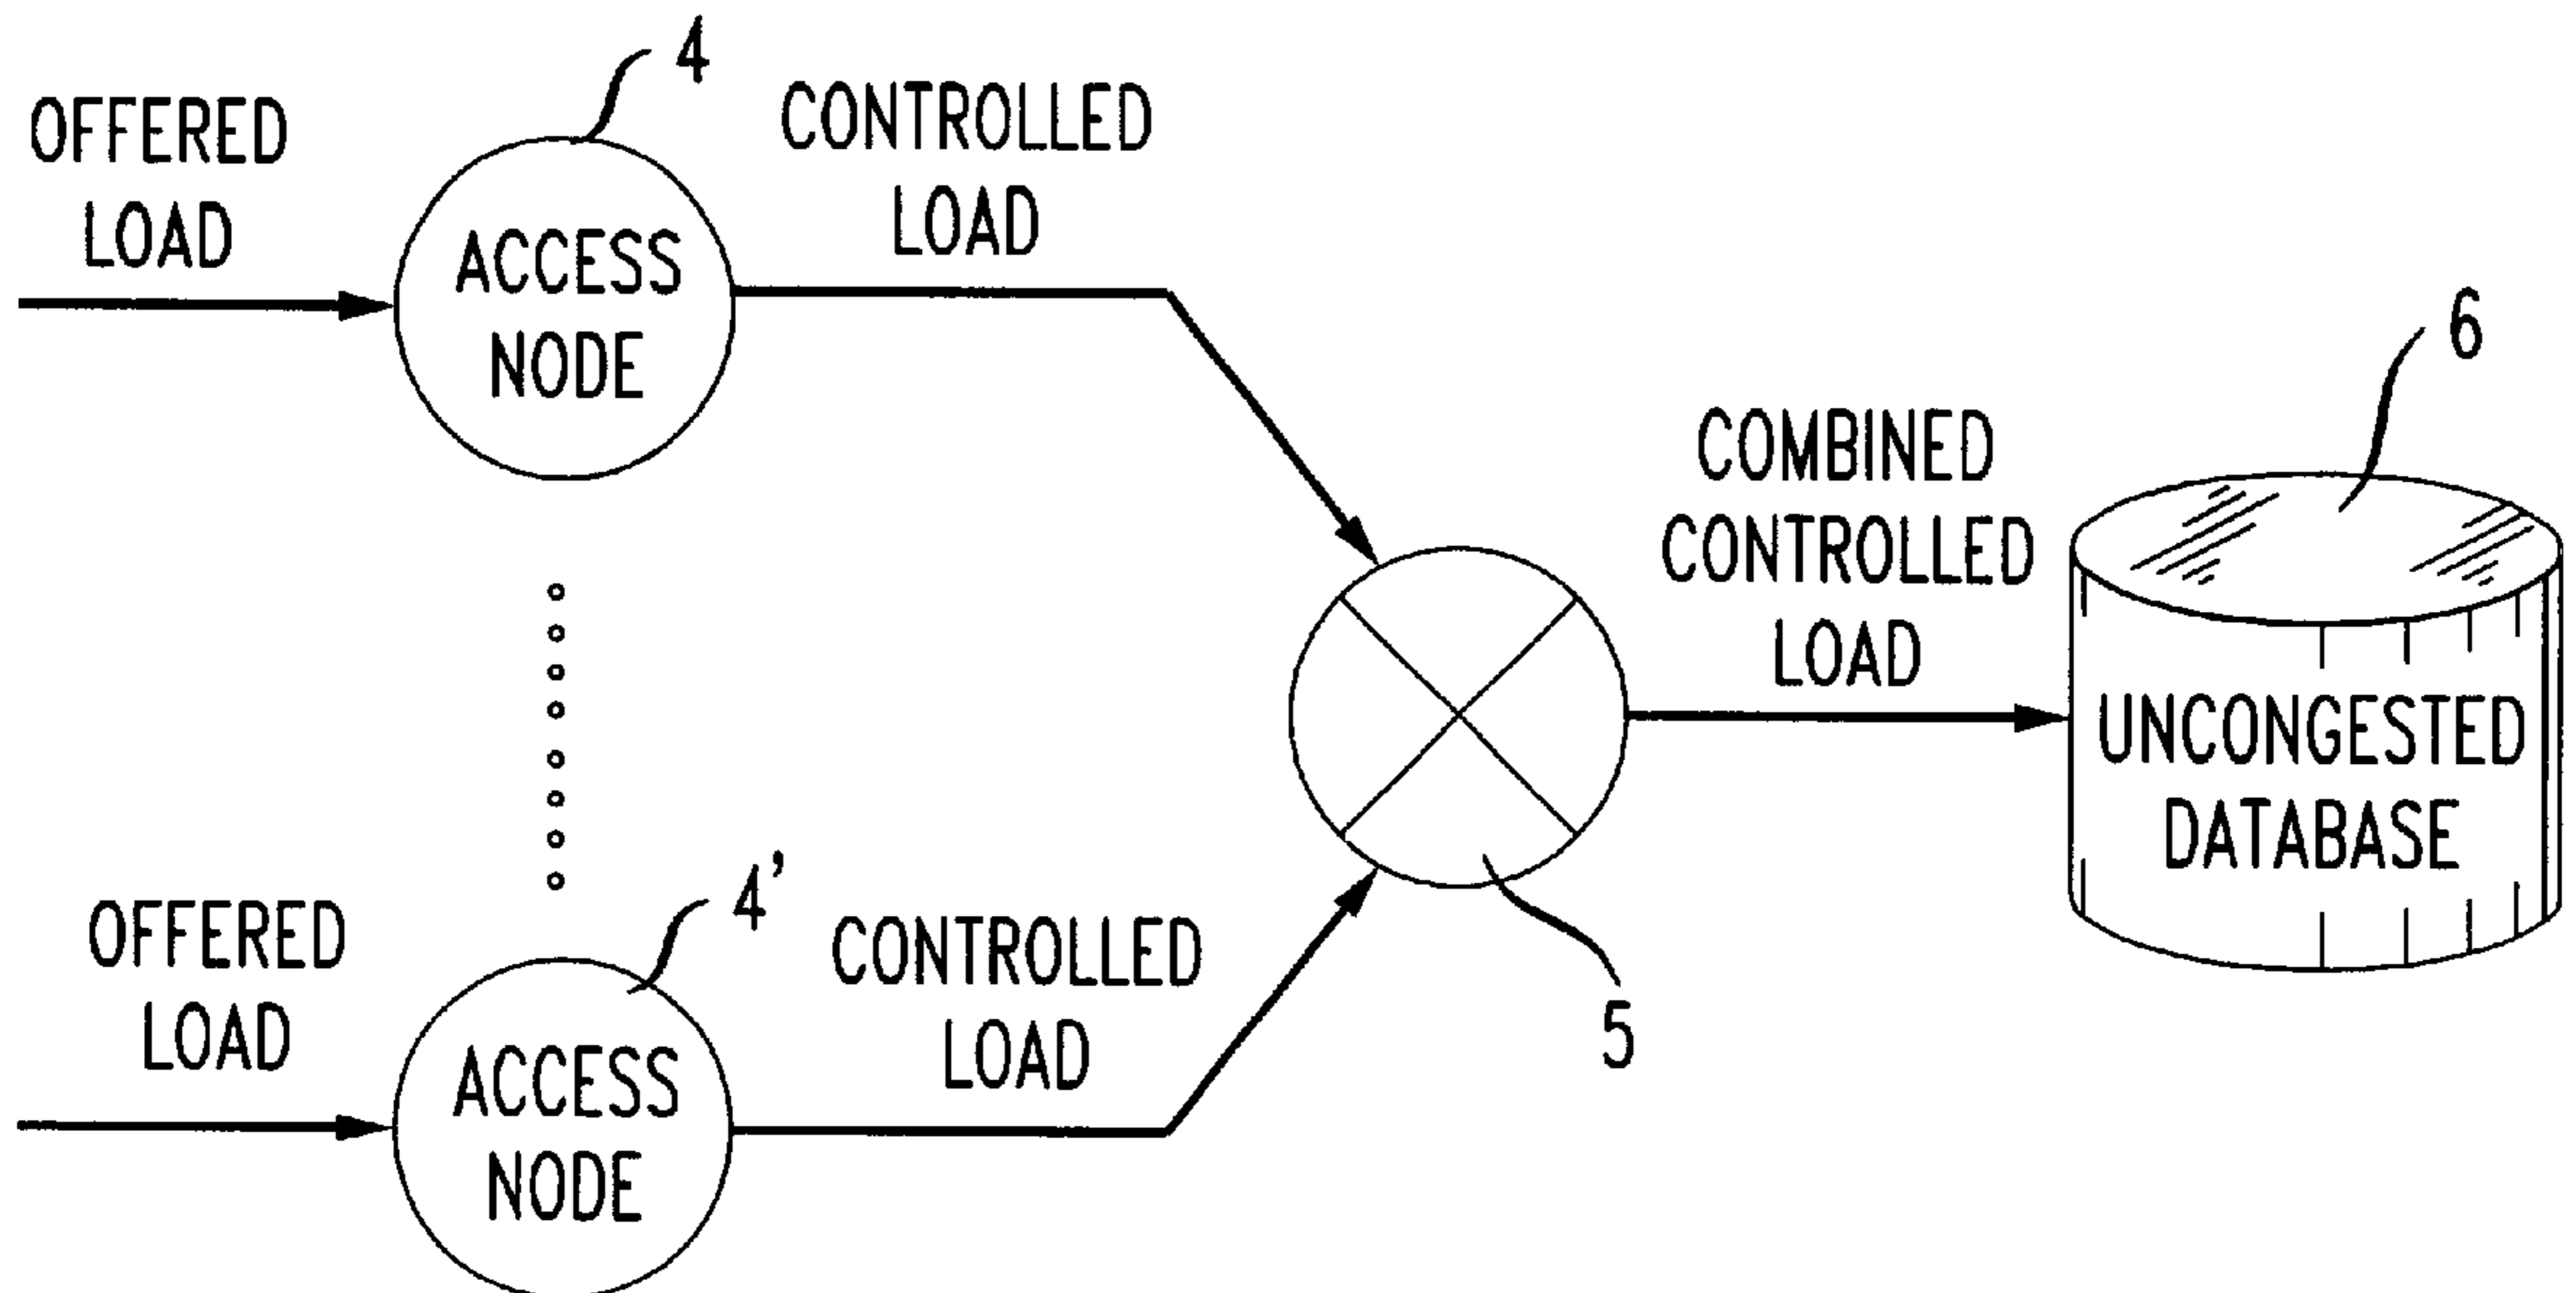 4
OFFERED
LOAD
ACCESS
NODE
CONTROLLED
LOAD
6
COMBINED
CONTROLLED
LOAD
UNCONGESTED
DATABASE
4'
OFFERED
LOAD
ACCESS
NODE
CONTROLLED
LOAD
5